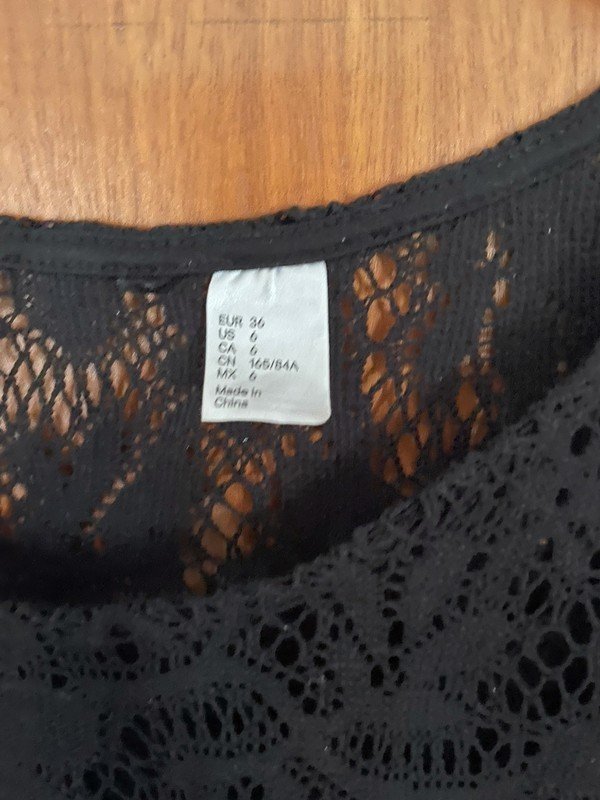 EUR 36
US 6
CA 6
CN 165/84A
MX 6
Made in
China